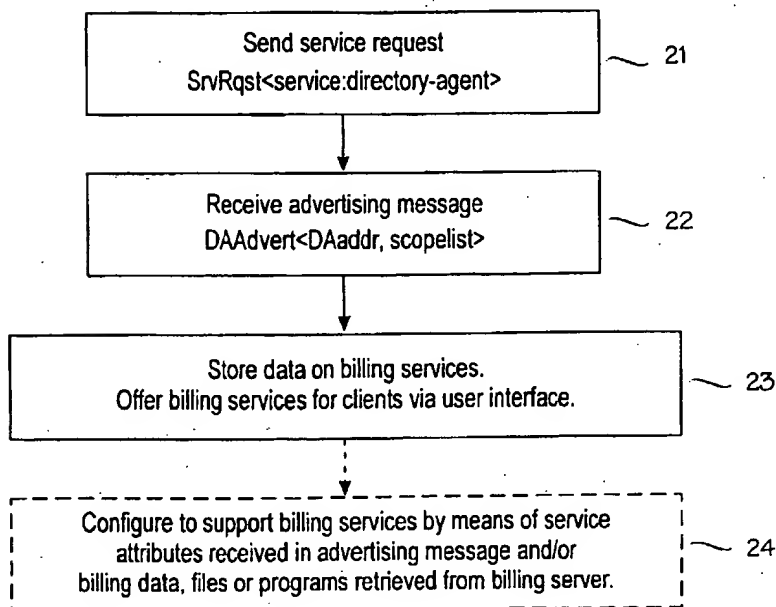 Send service request
SrvRqst<service:directory-agent>
21
Receive advertising message
DAAdvert<DAaddr, scopelist>
22
Store data on billing services.
Offer billing services for clients via user interface.
23
Configure to support billing services by means of service
attributes received in advertising message and/or
billing data, files or programs retrieved from billing server.
24